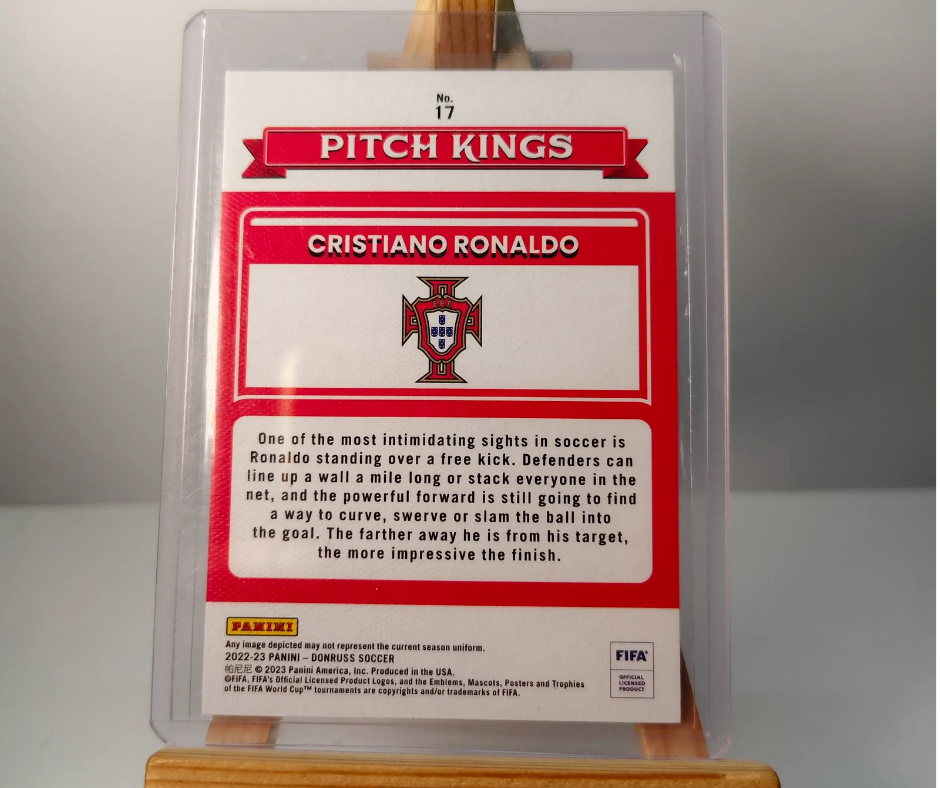 No.
17
PITCH KINGS
CRISTIANO RONALDO
One of the most intimidating sights in soccer is
Ronaldo standing over a free kick. Defenders can
line up a wall a mile long or stack everyone in the
net, and the powerful forward is still going to find
a way to curve, swerve or slam the ball into
the goal. The farther away he is from his target,
the more impressive the finish.
PANINI
Any image depicted may not represent the current season uniform.
2022-23 PANINI – DONRUSS SOCCER
帕尼尼 © 2023 Panini America, Inc. Produced in the USA.
©FIFA, FIFA's Official Licensed Product Logos, and the Emblems, Mascots, Posters and Trophies
of the FIFA World Cup™ tournaments are copyrights and/or trademarks of FIFA.
FIFA®
OFFICIAL
LICENSED
PRODUCT